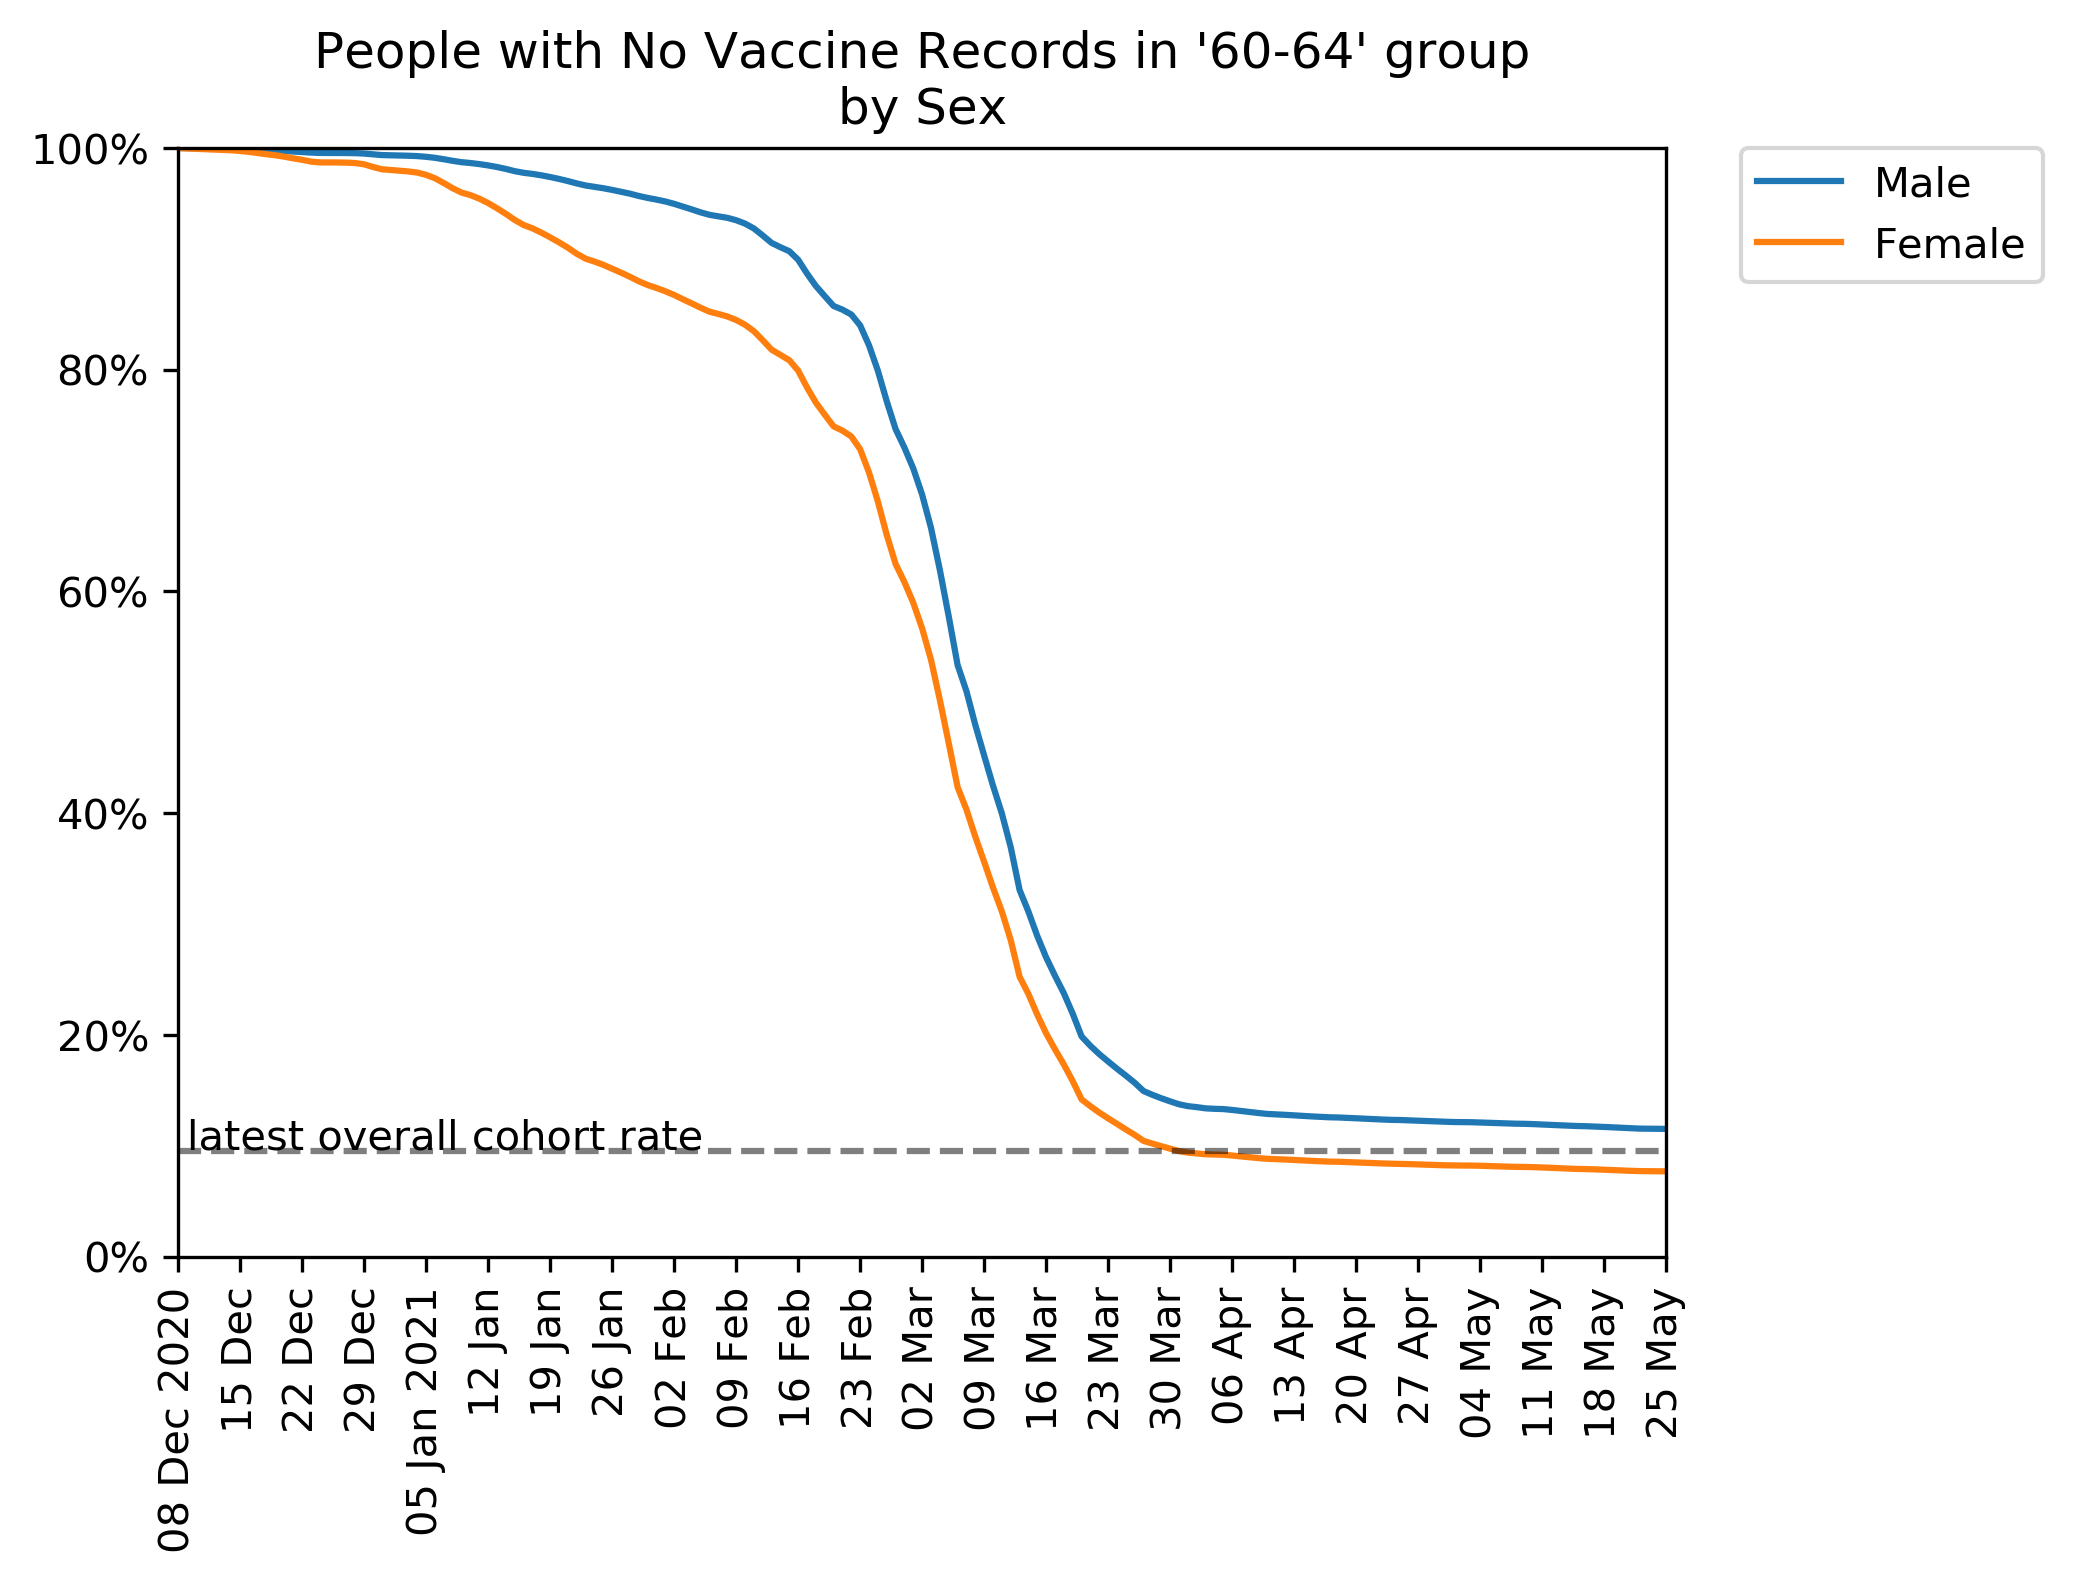 People with No Vaccine Records in '60-64' group
by Sex
100%
80%
60%
40%
20%
0%
latest overall cohort rate
08 Dec 2020
15 Dec
22 Dec
29 Dec
05 Jan 2021
12 Jan
19 Jan
26 Jan
02 Feb
09 Feb
16 Feb
23 Feb
02 Mar
09 Mar
16 Mar
23 Mar
30 Mar
06 Apr
13 Apr
20 Apr
27 Apr
04 May
11 May
18 May
25 May
Male
Female